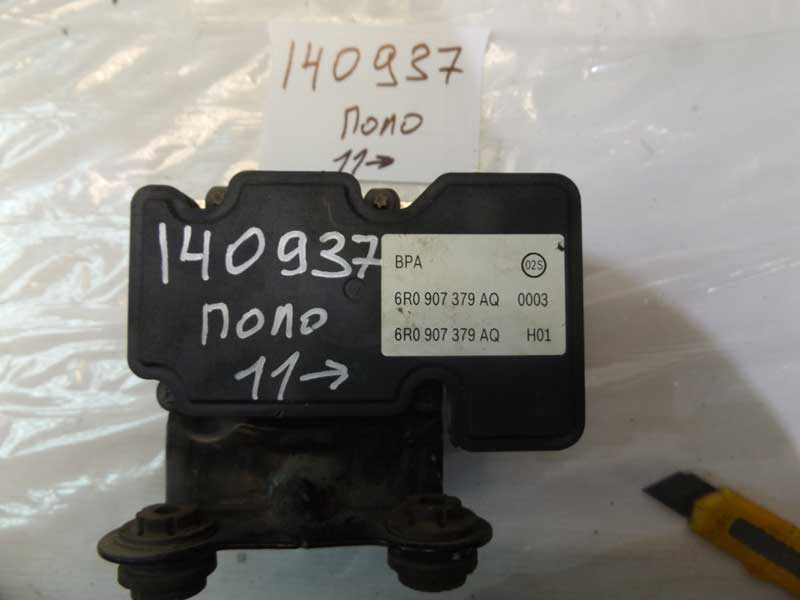 140937
поло
11→
140937
поло
11→
BPA 02S
6R0 907 379 AQ 0003
6R0 907 379 AQ H01